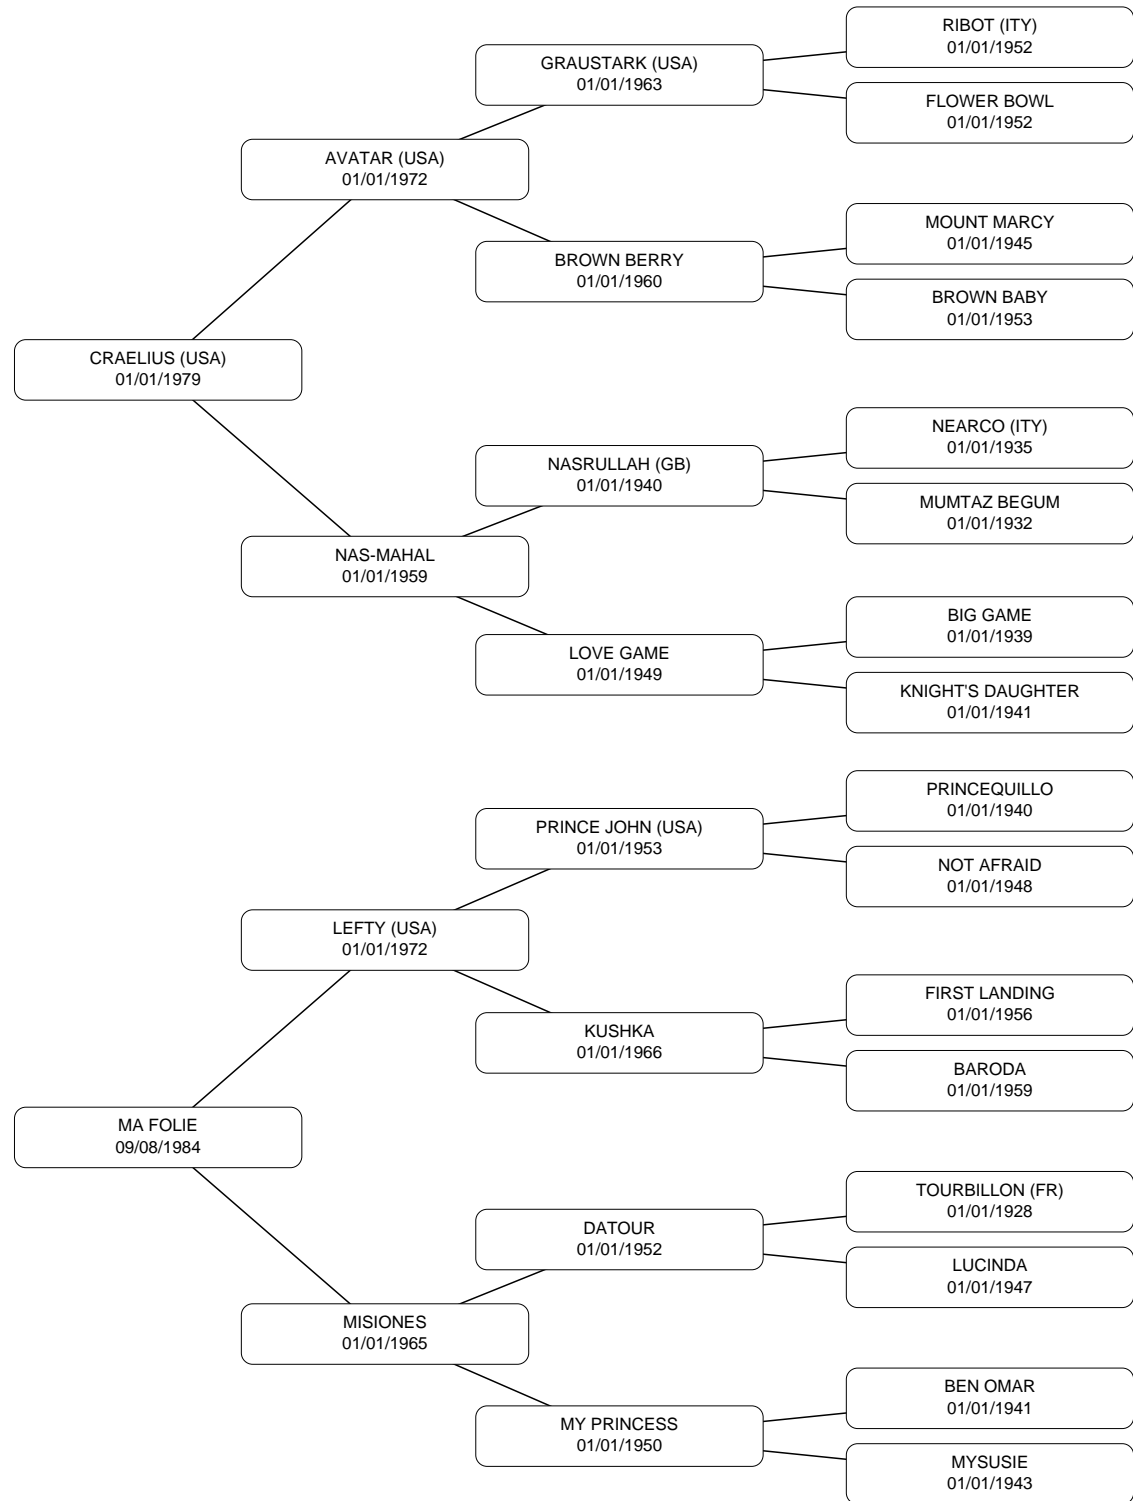 RIBOT (ITY)
01/01/1952
GRAUSTARK (USA)
01/01/1963
FLOWER BOWL
01/01/1952
AVATAR (USA)
01/01/1972
MOUNT MARCY
01/01/1945
BROWN BERRY
01/01/1960
BROWN BABY
01/01/1953
CRAELIUS (USA)
01/01/1979
NEARCO (ITY)
01/01/1935
NASRULLAH (GB)
01/01/1940
MUMTAZ BEGUM
01/01/1932
NAS-MAHAL
01/01/1959
BIG GAME
01/01/1939
LOVE GAME
01/01/1949
KNIGHT'S DAUGHTER
01/01/1941
PRINCEQUILLO
01/01/1940
PRINCE JOHN (USA)
01/01/1953
NOT AFRAID
01/01/1948
LEFTY (USA)
01/01/1972
FIRST LANDING
01/01/1956
KUSHKA
01/01/1966
BARODA
01/01/1959
MA FOLIE
09/08/1984
TOURBILLON (FR)
01/01/1928
DATOUR
01/01/1952
LUCINDA
01/01/1947
MISIONES
01/01/1965
BEN OMAR
01/01/1941
MY PRINCESS
01/01/1950
MYSUSIE
01/01/1943